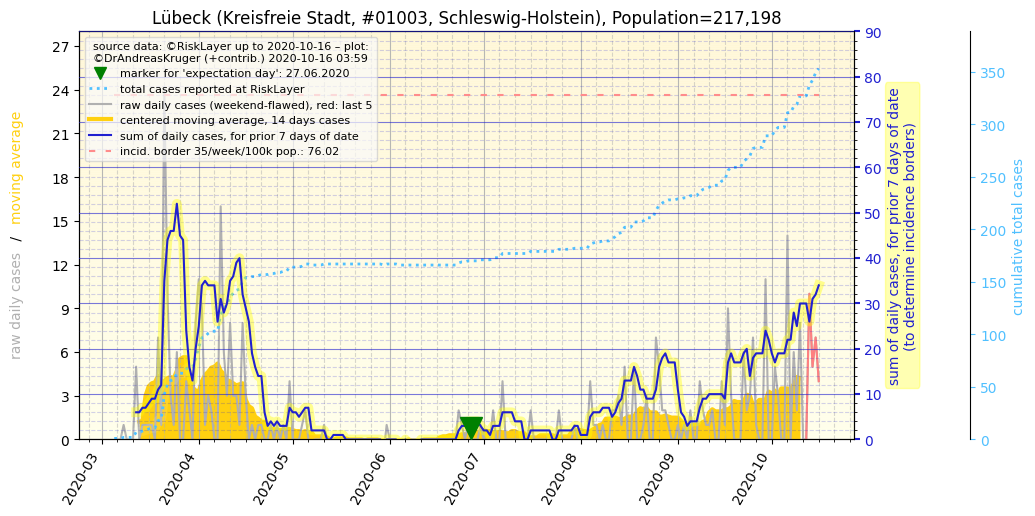 Lübeck (Kreisfreie Stadt, #01003, Schleswig-Holstein), Population=217,198
source data: ©RiskLayer up to 2020-10-16 – plot:
©DrAndreasKruger (+contrib.) 2020-10-16 03:59
marker for 'expectation day': 27.06.2020
total cases reported at RiskLayer
raw daily cases (weekend-flawed), red: last 5
centered moving average, 14 days cases
sum of daily cases, for prior 7 days of date
incid. border 35/week/100k pop.: 76.02
raw daily cases / moving average
27
24
21
18
15
12
9
6
3
0
90
80
70
60
50
40
30
20
10
0
sum of daily cases, for prior 7 days of date
(to determine incidence borders)
350
300
250
200
150
100
50
0
cumulative total cases
2020-03
2020-04
2020-05
2020-06
2020-07
2020-08
2020-09
2020-10